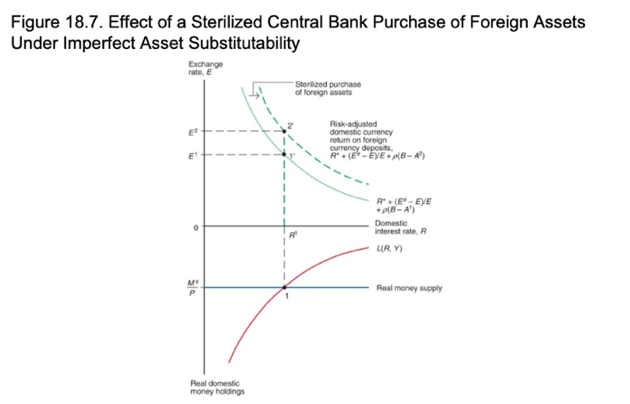 Figure 18.7. Effect of a Sterilized Central Bank Purchase of Foreign Assets
Under Imperfect Asset Substitutability
Exchange
rate, E
Sterilized purchase
of foreign assets
2'
Risk-adjusted
domestic currency
return on foreign
currency deposits,
R* + (Eᵉ – E)/E + ρ(B – A²)
E²
E¹
1'
R* + (Eᵉ – E)/E
+ ρ(B – A¹)
Domestic
interest rate, R
0
R¹
L(R, Y)
Mˢ
P
Real money supply
1
Real domestic
money holdings